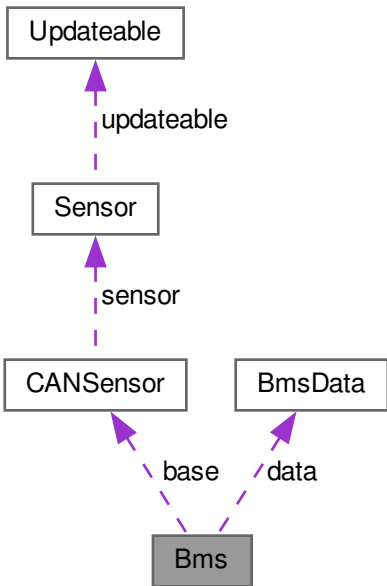 Updateable
updateable
Sensor
sensor
CANSensor
BmsData
base
data
Bms